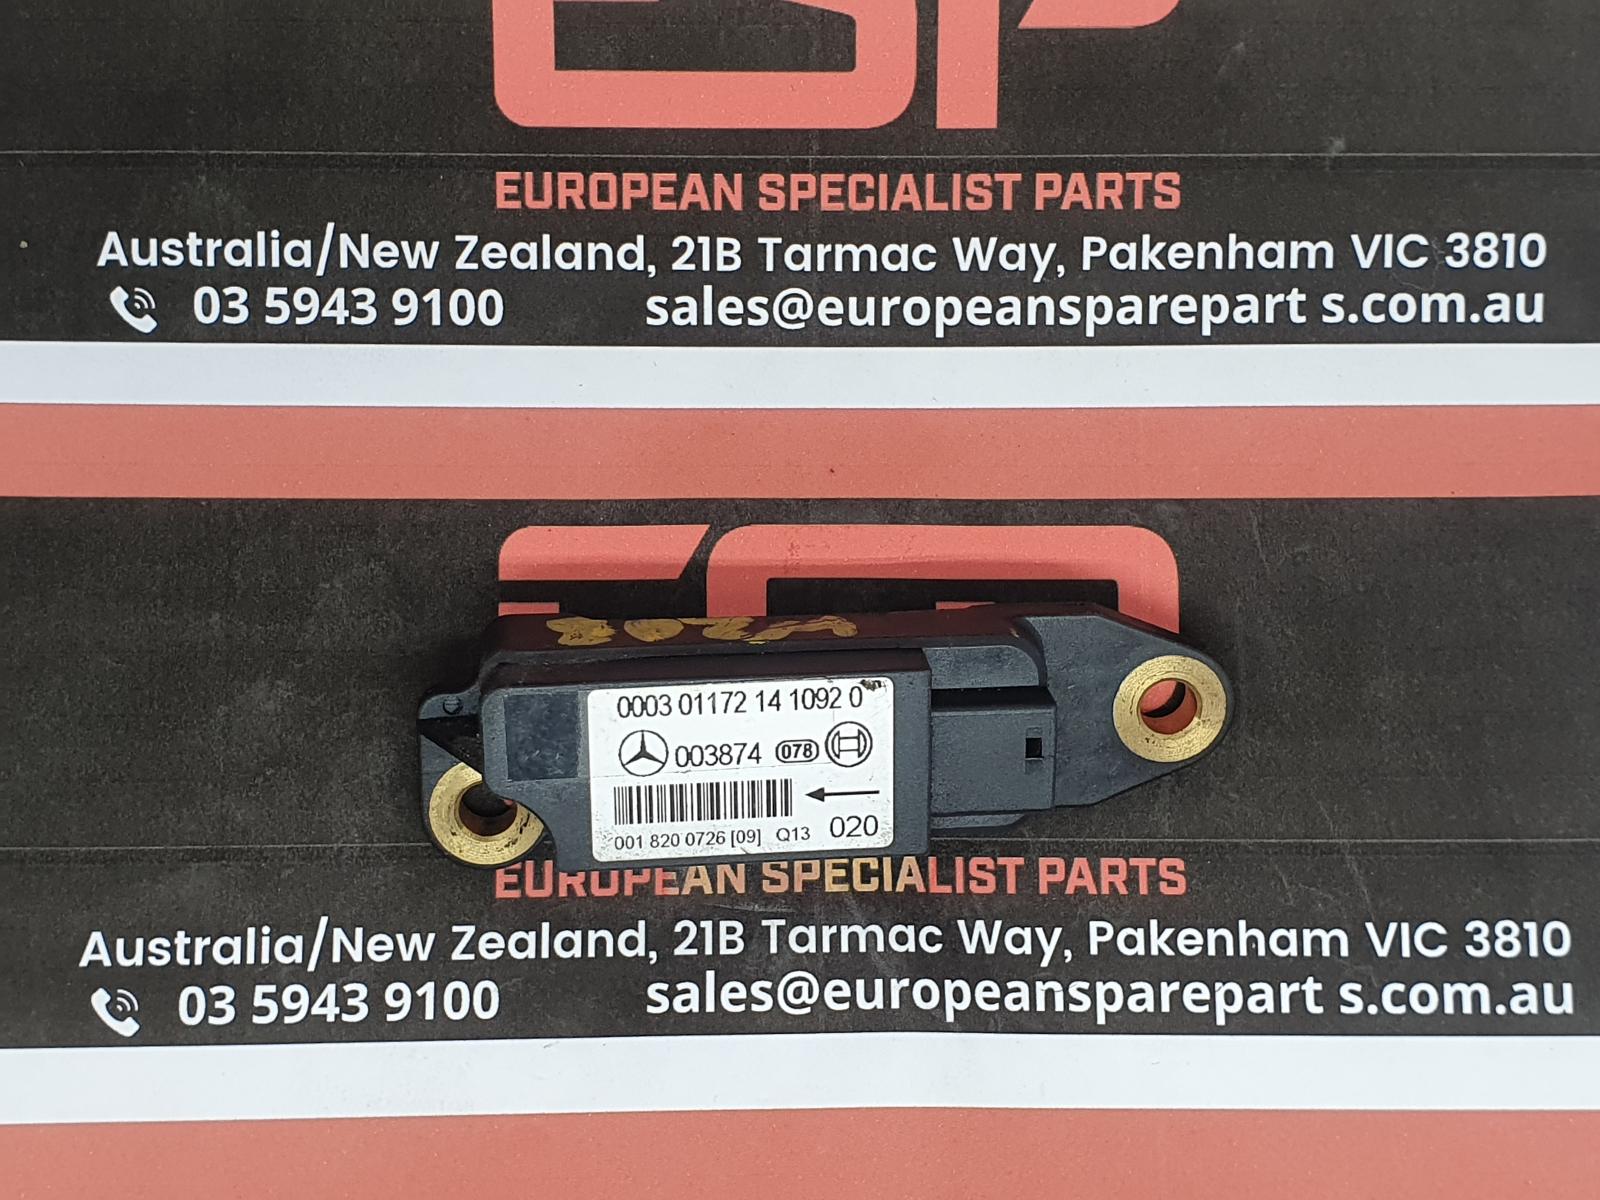 ESP
EUROPEAN SPECIALIST PARTS
Australia/New Zealand, 21B Tarmac Way, Pakenham VIC 3810
03 5943 9100 sales@europeansparepart s.com.au
0003 01172 14 1092 0
003874 078
001 820 0726 [09] Q13 020
EUROPEAN SPECIALIST PARTS
Australia/New Zealand, 21B Tarmac Way, Pakenham VIC 3810
03 5943 9100 sales@europeansparepart s.com.au